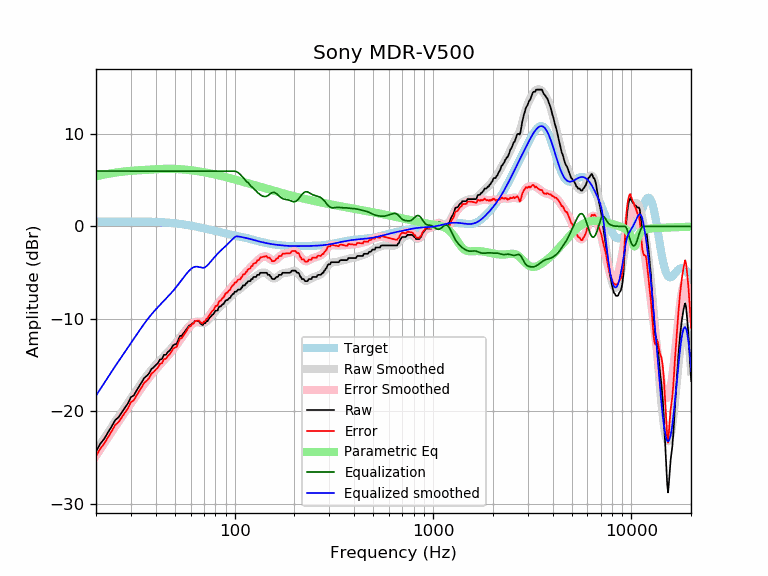 Sony MDR-V500
Amplitude (dBr)
10
0
−10
−20
−30
Target
Raw Smoothed
Error Smoothed
Raw
Error
Parametric Eq
Equalization
Equalized smoothed
100
1000
10000
Frequency (Hz)